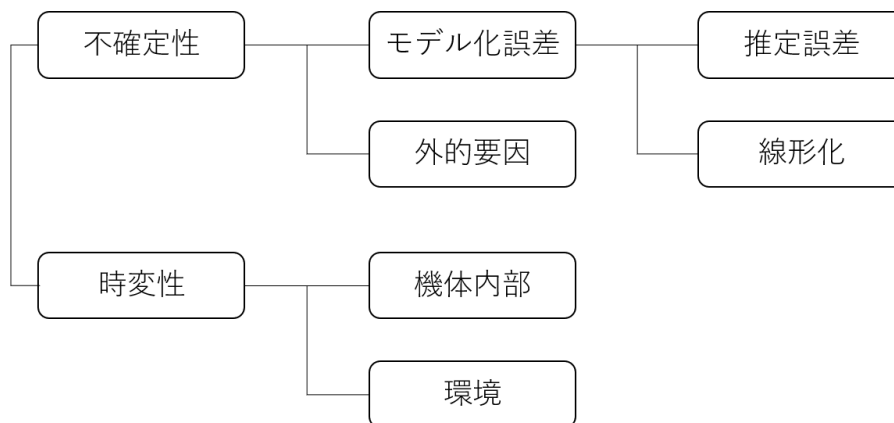 不確定性
モデル化誤差
推定誤差
外的要因
線形化
時変性
機体内部
環境